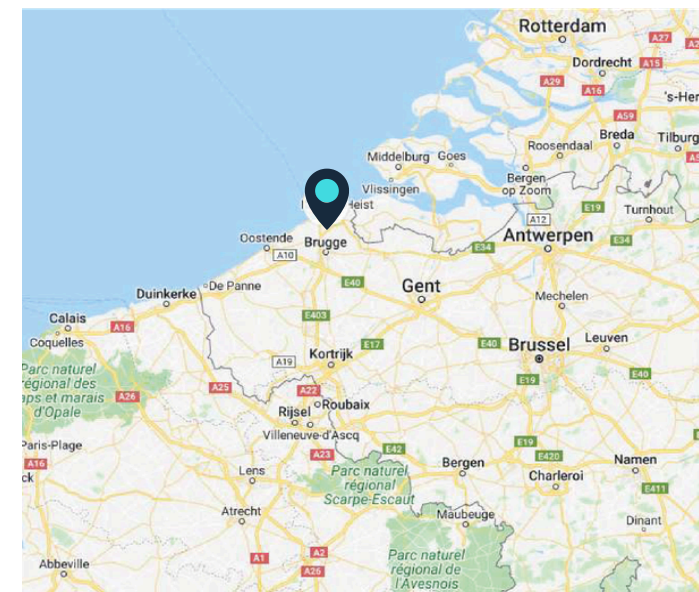 Rotterdam
A27
Dordrecht
A15
A29
A16
's-Her
A59
Breda
Tilburg
Roosendaal
Middelburg
Goes
Bergen
op Zoom
Vlissingen
Heist
E19
Turnhout
A12
Oostende
Brugge
A10
E34
Antwerpen
E34
E40
Gent
De Panne
Duinkerke
Mechelen
Calais
A16
E403
Coquelles
E17
E40
Brussel
Leuven
Kortrijk
A19
Parc naturel
régional des
aps et marais
d'Opale
A25
A22
E19
E40
A26
Rijsel
Roubaix
Villeneuve-d'Ascq
Paris-Plage
A16
ck
A23
E42
E19
E420
Bergen
Namen
Lens
Parc naturel
régional
Scarpe-Escaut
Charleroi
E411
Atrecht
Maubeuge
Dinant
Abbeville
A1
A2
A26
Parc naturel
régional de
l'Avesnois